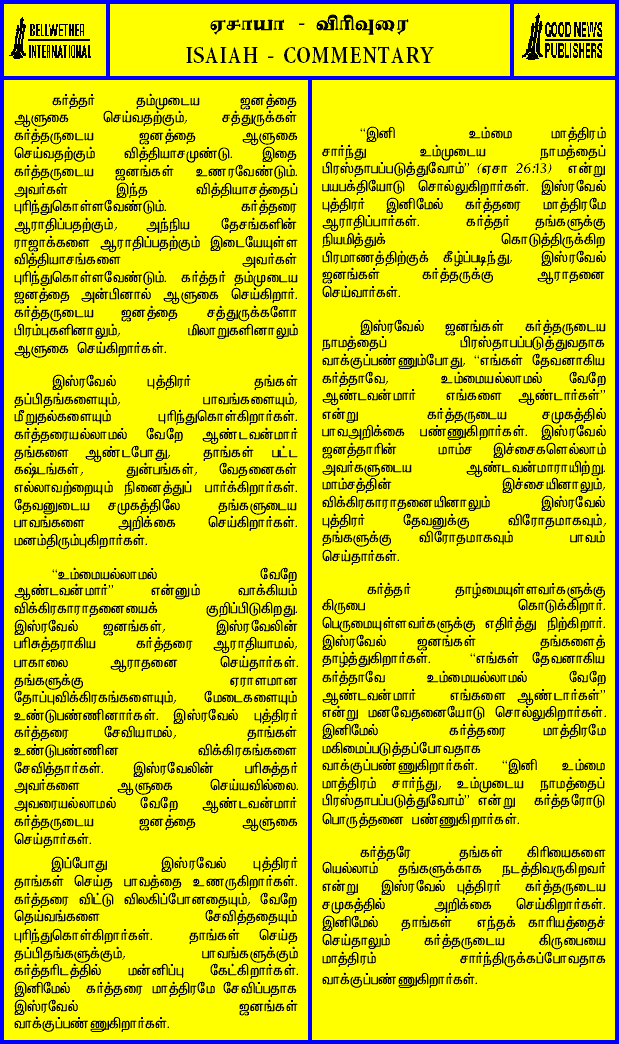 BELLWETHER
INTERNATIONAL
ஏசாயா - விரிவுரை
ISAIAH - COMMENTARY
GOOD NEWS
PUBLISHERS
கர்த்தர் தம்முடைய ஜனத்தை
ஆளுகை செய்வதற்கும், சத்துருக்கள்
கர்த்தருடைய ஜனத்தை ஆளுகை
செய்வதற்கும் வித்தியாசமுண்டு. இதை
கர்த்தருடைய ஜனங்கள் உணரவேண்டும்.
அவர்கள் இந்த வித்தியாசத்தைப்
புரிந்துகொள்ளவேண்டும். கர்த்தரை
ஆராதிப்பதற்கும், அந்நிய தேசங்களின்
ராஜாக்களை ஆராதிப்பதற்கும் இடையேயுள்ள
வித்தியாசங்களை அவர்கள்
புரிந்துகொள்ளவேண்டும். கர்த்தர் தம்முடைய
ஜனத்தை அன்பினால் ஆளுகை செய்கிறார்.
கர்த்தருடைய ஜனத்தை சத்துருக்களோ
பிரம்புகளினாலும், மிலாறுகளினாலும்
ஆளுகை செய்கிறார்கள்.
இஸ்ரவேல் புத்திரர் தங்கள்
தப்பிதங்களையும், பாவங்களையும்,
மீறுதல்களையும் புரிந்துகொள்கிறார்கள்.
கர்த்தரையல்லாமல் வேறே ஆண்டவன்மார்
தங்களை ஆண்டபோது, தாங்கள் பட்ட
கஷ்டங்கள், துன்பங்கள், வேதனைகள்
எல்லாவற்றையும் நினைத்துப் பார்க்கிறார்கள்.
தேவனுடைய சமுகத்திலே தங்களுடைய
பாவங்களை அறிக்கை செய்கிறார்கள்.
மனம்திரும்புகிறார்கள்.
“உம்மையல்லாமல் வேறே
ஆண்டவன்மார்” என்னும் வாக்கியம்
விக்கிரகாராதனையைக் குறிப்பிடுகிறது.
இஸ்ரவேல் ஜனங்கள், இஸ்ரவேலின்
பரிசுத்தராகிய கர்த்தரை ஆராதியாமல்,
பாகாலை ஆராதனை செய்தார்கள்.
தங்களுக்கு ஏராளமான
தோப்புவிக்கிரகங்களையும், மேடைகளையும்
உண்டுபண்ணினார்கள். இஸ்ரவேல் புத்திரர்
கர்த்தரை சேவியாமல், தாங்கள்
உண்டுபண்ணின விக்கிரகங்களை
சேவித்தார்கள். இஸ்ரவேலின் பரிசுத்தர்
அவர்களை ஆளுகை செய்யவில்லை.
அவரையல்லாமல் வேறே ஆண்டவன்மார்
கர்த்தருடைய ஜனத்தை ஆளுகை
செய்தார்கள்.
இப்போது இஸ்ரவேல் புத்திரர்
தாங்கள் செய்த பாவத்தை உணருகிறார்கள்.
கர்த்தரை விட்டு விலகிப்போனதையும், வேறே
தெய்வங்களை சேவித்ததையும்
புரிந்துகொள்கிறார்கள். தாங்கள் செய்த
தப்பிதங்களுக்கும், பாவங்களுக்கும்
கர்த்தரிடத்தில் மன்னிப்பு கேட்கிறார்கள்.
இனிமேல் கர்த்தரை மாத்திரமே சேவிப்பதாக
இஸ்ரவேல் ஜனங்கள்
வாக்குப்பண்ணுகிறார்கள்.
“இனி உம்மை மாத்திரம்
சார்ந்து உம்முடைய நாமத்தைப்
பிரஸ்தாபப்படுத்துவோம்” (ஏசா 26:13) என்று
பயபக்தியோடு சொல்லுகிறார்கள். இஸ்ரவேல்
புத்திரர் இனிமேல் கர்த்தரை மாத்திரமே
ஆராதிப்பார்கள். கர்த்தர் தங்களுக்கு
நியமித்துக் கொடுத்திருக்கிற
பிரமாணத்திற்குக் கீழ்ப்படிந்து, இஸ்ரவேல்
ஜனங்கள் கர்த்தருக்கு ஆராதனை
செய்வார்கள்.
இஸ்ரவேல் ஜனங்கள் கர்த்தருடைய
நாமத்தைப் பிரஸ்தாபப்படுத்துவதாக
வாக்குப்பண்ணும்போது, “எங்கள் தேவனாகிய
கர்த்தாவே, உம்மையல்லாமல் வேறே
ஆண்டவன்மார் எங்களை ஆண்டார்கள்”
என்று கர்த்தருடைய சமுகத்தில்
பாவஅறிக்கை பண்ணுகிறார்கள். இஸ்ரவேல்
ஜனத்தாரின் மாம்ச இச்சைகளெல்லாம்
அவர்களுடைய ஆண்டவன்மாராயிற்று.
மாம்சத்தின் இச்சையினாலும்,
விக்கிரகாராதனையினாலும் இஸ்ரவேல்
புத்திரர் தேவனுக்கு விரோதமாகவும்,
தங்களுக்கு விரோதமாகவும் பாவம்
செய்தார்கள்.
கர்த்தர் தாழ்மையுள்ளவர்களுக்கு
கிருபை கொடுக்கிறார்.
பெருமையுள்ளவர்களுக்கு எதிர்த்து நிற்கிறார்.
இஸ்ரவேல் ஜனங்கள் தங்களைத்
தாழ்த்துகிறார்கள். “எங்கள் தேவனாகிய
கர்த்தாவே உம்மையல்லாமல் வேறே
ஆண்டவன்மார் எங்களை ஆண்டார்கள்”
என்று மனவேதனையோடு சொல்லுகிறார்கள்.
இனிமேல் கர்த்தரை மாத்திரமே
மகிமைப்படுத்தப்போவதாக
வாக்குப்பண்ணுகிறார்கள். “இனி உம்மை
மாத்திரம் சார்ந்து, உம்முடைய நாமத்தைப்
பிரஸ்தாபப்படுத்துவோம்” என்று கர்த்தரோடு
பொருத்தனை பண்ணுகிறார்கள்.
கர்த்தரே தங்கள் கிரியைகளை
யெல்லாம் தங்களுக்காக நடத்திவருகிறவர்
என்று இஸ்ரவேல் புத்திரர் கர்த்தருடைய
சமுகத்தில் அறிக்கை செய்கிறார்கள்.
இனிமேல் தாங்கள் எந்தக் காரியத்தைச்
செய்தாலும் கர்த்தருடைய கிருபையை
மாத்திரம் சார்ந்திருக்கப்போவதாக
வாக்குப்பண்ணுகிறார்கள்.